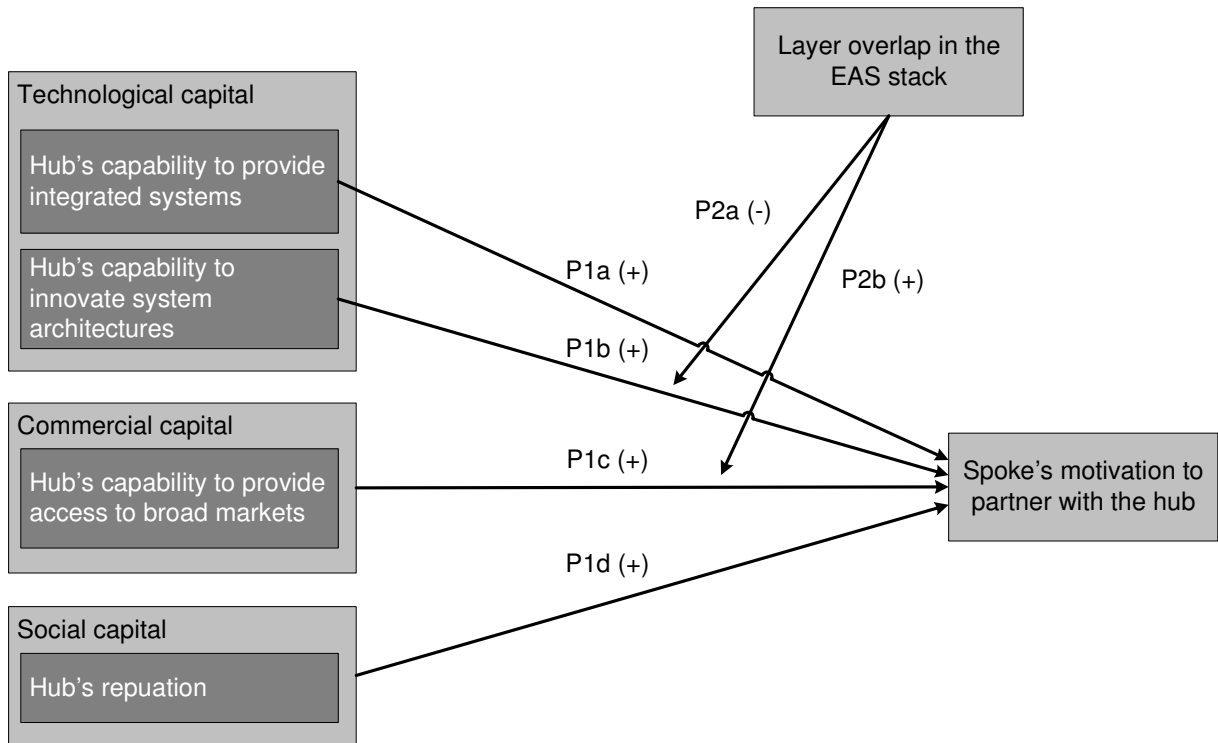 Layer overlap in the
EAS stack
Technological capital
Hub's capability to provide
integrated systems
Hub's capability to
innovate system
architectures
P2a (-)
P1a (+)
P2b (+)
P1b (+)
Commercial capital
Hub's capability to provide
access to broad markets
P1c (+)
Spoke's motivation to
partner with the hub
P1d (+)
Social capital
Hub's repuation